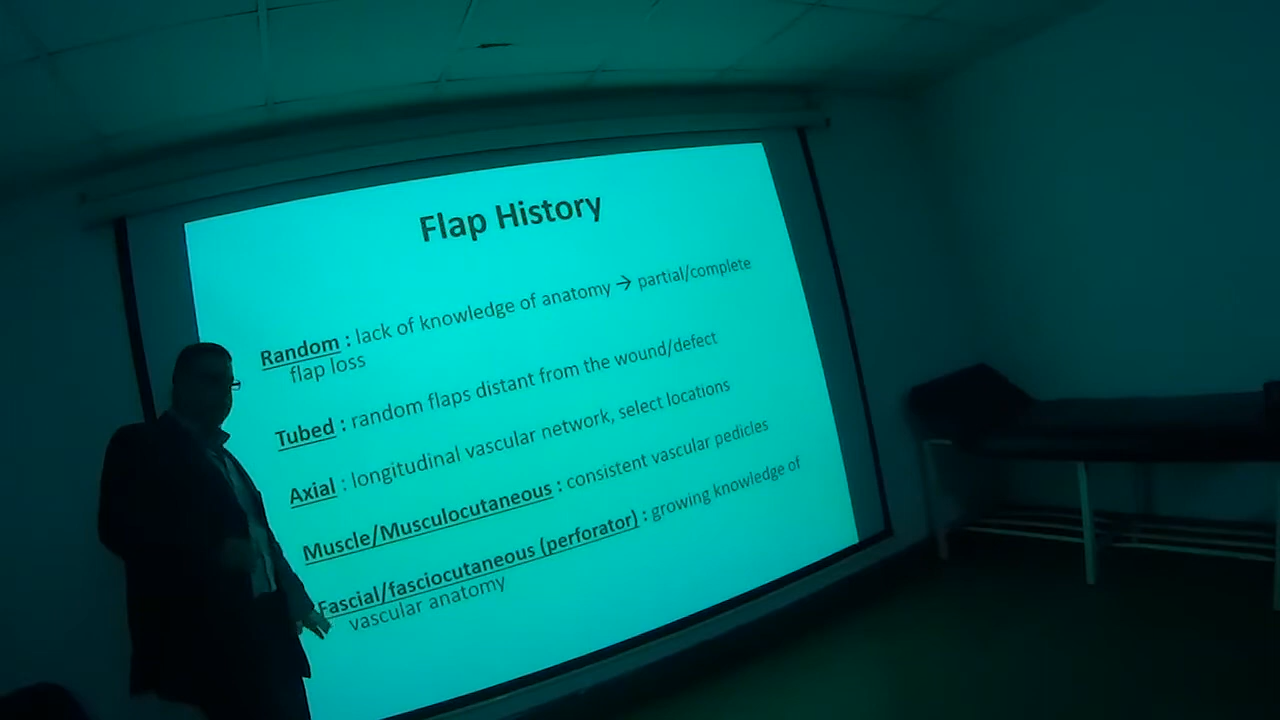 Flap History
Random : lack of knowledge of anatomy → partial/complete
flap loss
Tubed : random flaps distant from the wound/defect
Axial : longitudinal vascular network, select locations
Muscle/Musculocutaneous : consistent vascular pedicles
Fascial/fasciocutaneous (perforator) : growing knowledge of
vascular anatomy